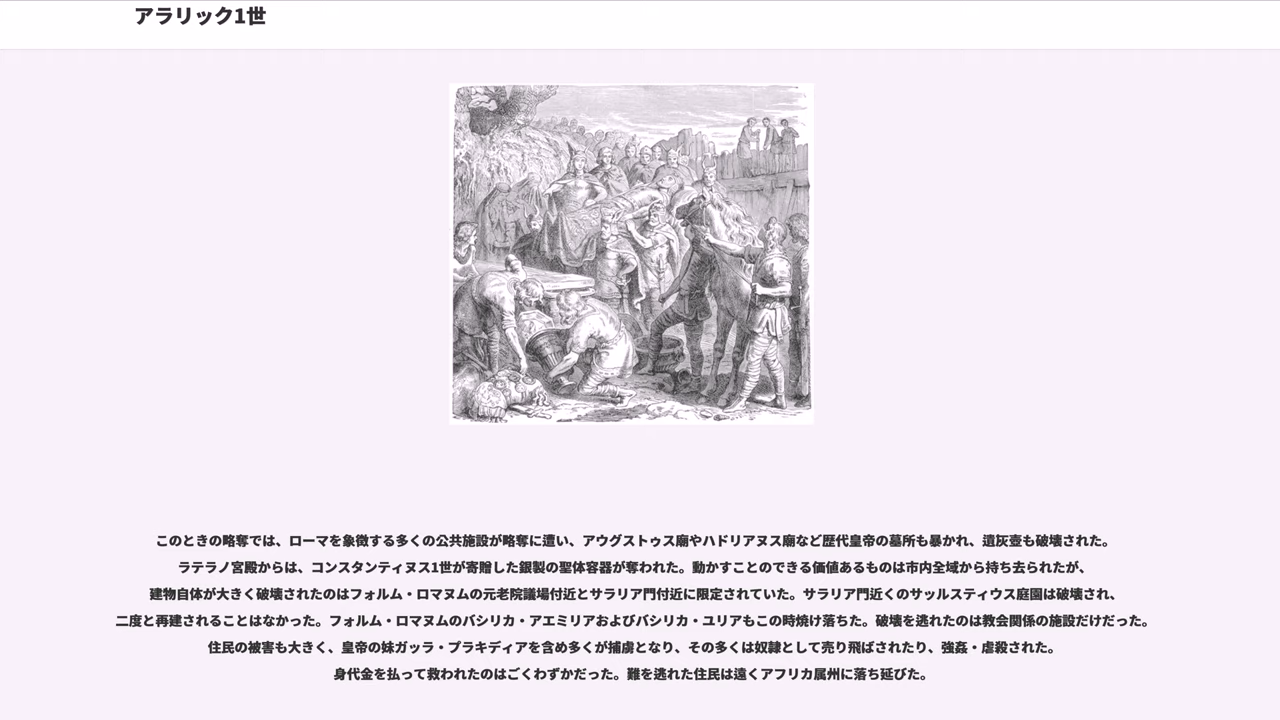 アラリック1世
このときの略奪では、ローマを象徴する多くの公共施設が略奪に遭い、アウグストゥス廟やハドリアヌス廟など歴代皇帝の墓所も暴かれ、遺灰壺も破壊された。
ラテラノ宮殿からは、コンスタンティヌス1世が寄贈した銀製の聖体容器が奪われた。動かすことのできる価値あるものは市内全域から持ち去られたが、
建物自体が大きく破壊されたのはフォルム・ロマヌムの元老院議場付近とサラリア門付近に限定されていた。サラリア門近くのサッルスティウス庭園は破壊され、
二度と再建されることはなかった。フォルム・ロマヌムのバシリカ・アエミリアおよびバシリカ・ユリアもこの時焼け落ちた。破壊を逃れたのは教会関係の施設だけだった。
住民の被害も大きく、皇帝の妹ガッラ・プラキディアを含め多くが捕虜となり、その多くは奴隷として売り飛ばされたり、強姦・虐殺された。
身代金を払って救われたのはごくわずかだった。難を逃れた住民は遠くアフリカ属州に落ち延びた。